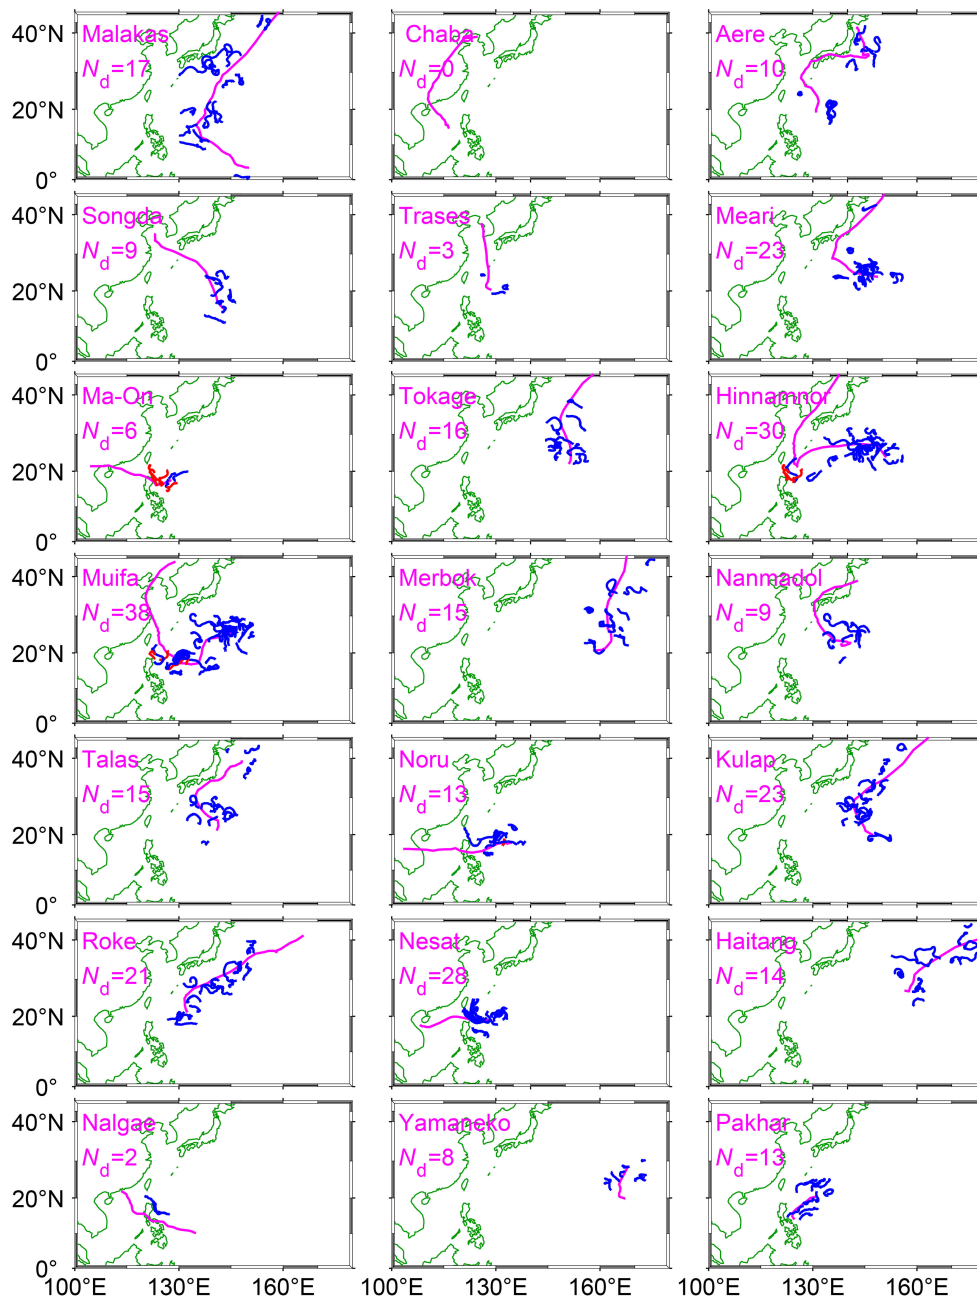 40°N
20°N
0°
Malakas
Nd=17
Chaba
Nd=0
Aere
Nd=10
40°N
20°N
0°
Songda
Nd=9
Trases
Nd=3
Meari
Nd=23
40°N
20°N
0°
Ma-On
Nd=6
Tokage
Nd=16
Hinnamnor
Nd=30
40°N
20°N
0°
Muifa
Nd=38
Merbok
Nd=15
Nanmadol
Nd=9
40°N
20°N
0°
Talas
Nd=15
Noru
Nd=13
Kulap
Nd=23
40°N
20°N
0°
Roke
Nd=21
Nesat
Nd=28
Haitang
Nd=14
40°N
20°N
0°
Nalgae
Nd=2
Yamaneko
Nd=8
Pakhar
Nd=13
100°E 130°E 160°E 100°E 130°E 160°E 100°E 130°E 160°E